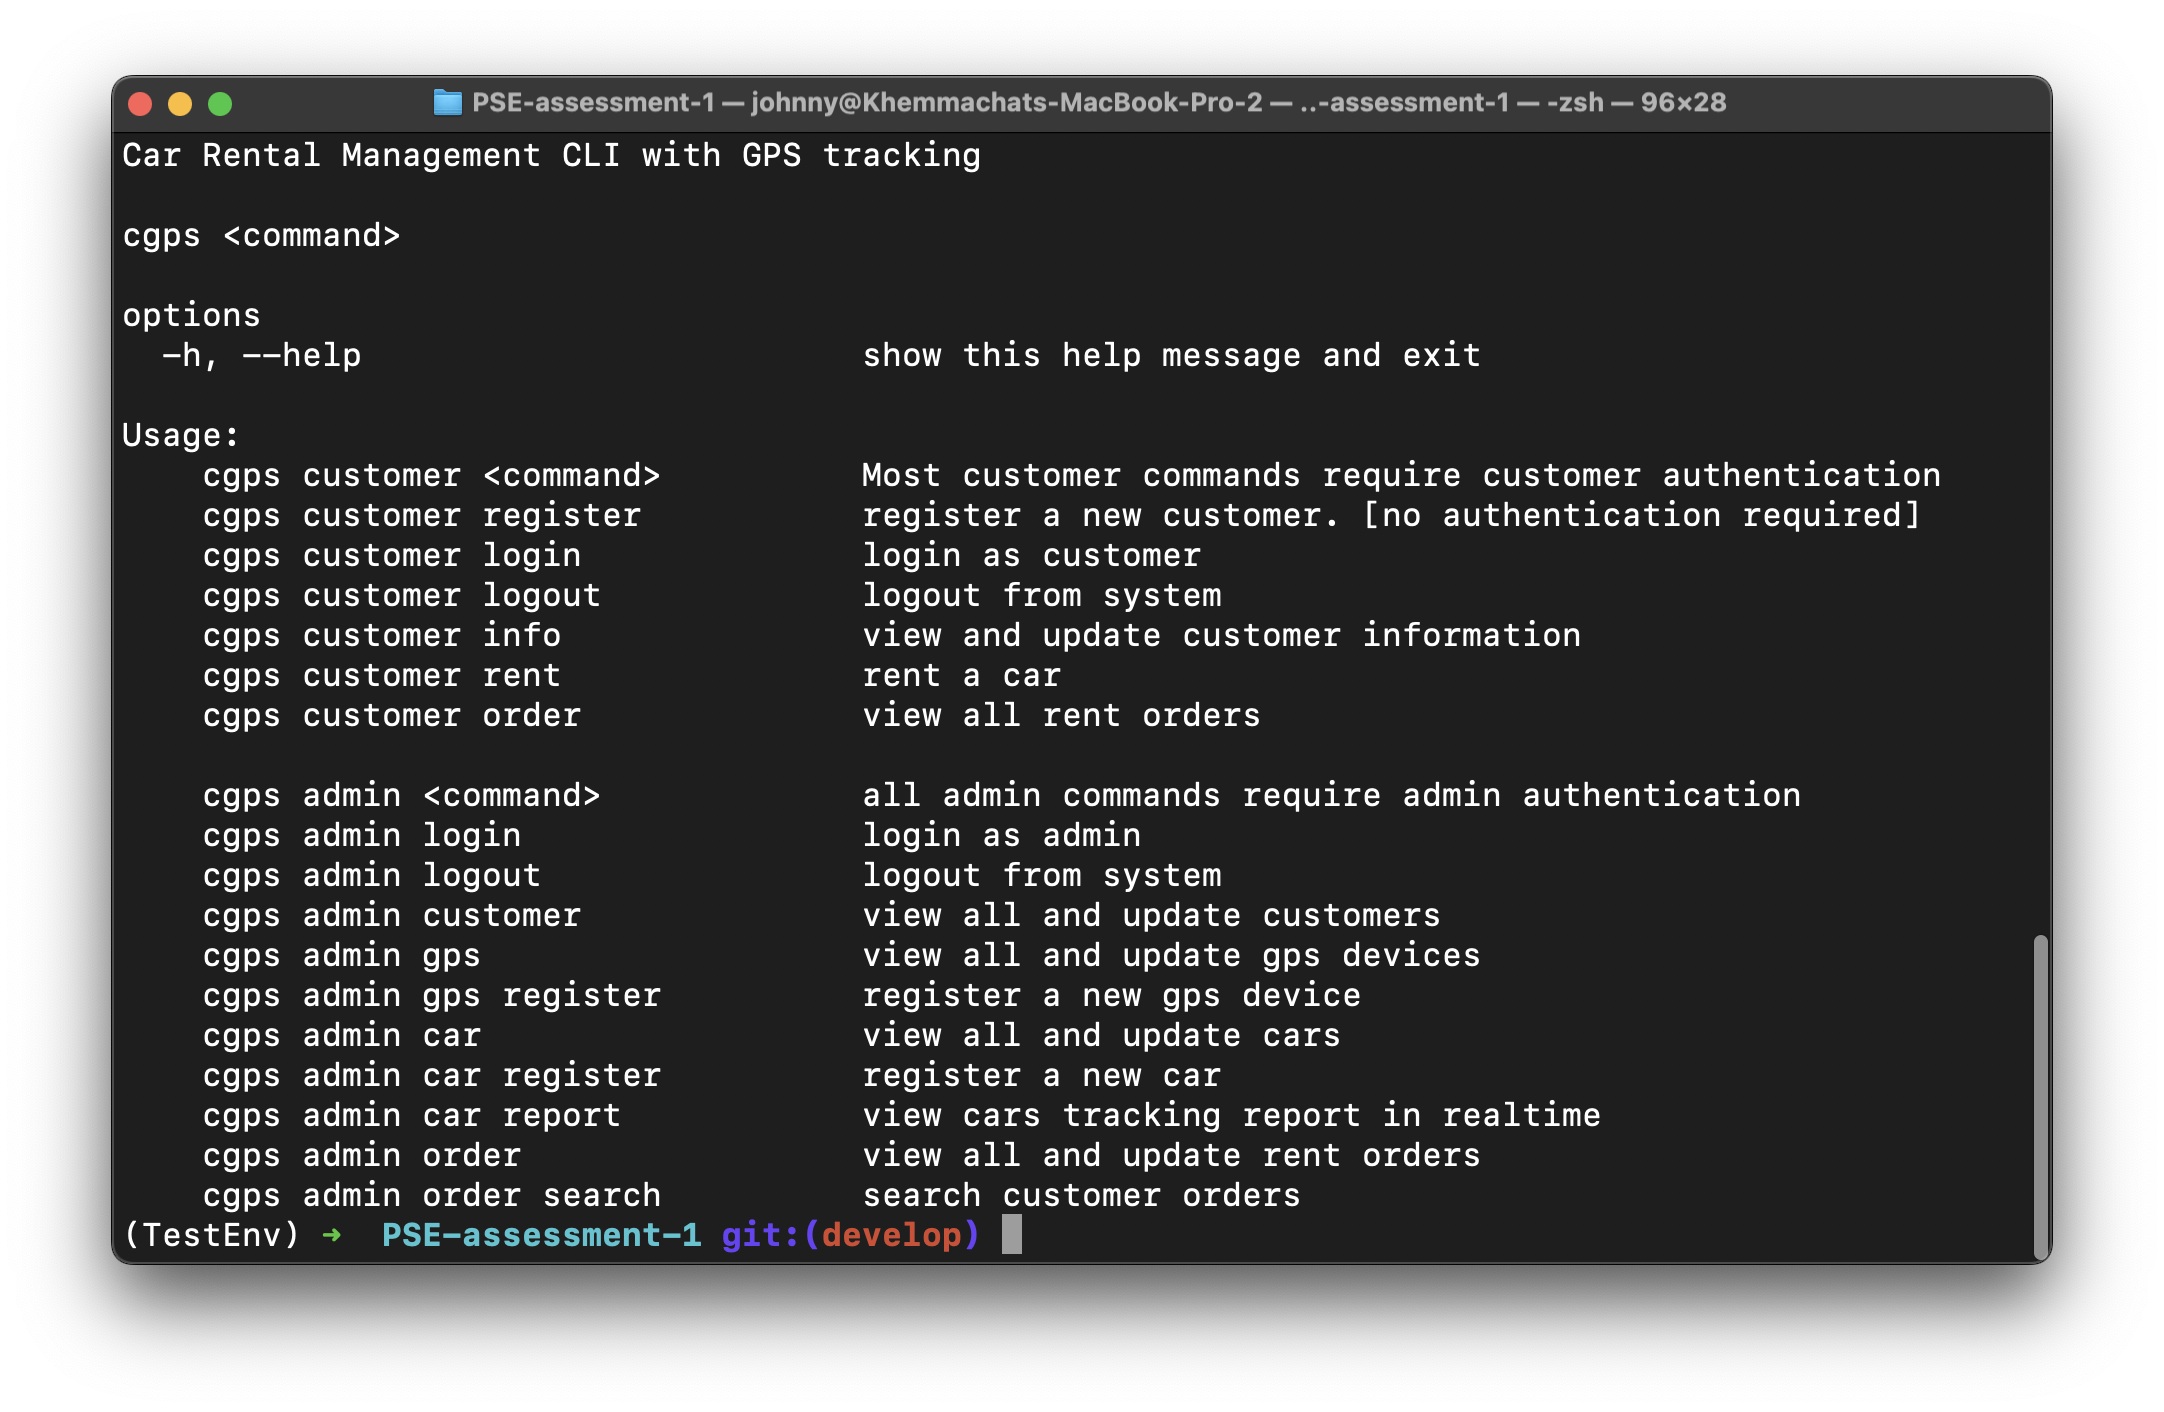 PSE-assessment-1 — johnny@Khemmachats-MacBook-Pro-2 — ..-assessment-1 — -zsh — 96×28
Car Rental Management CLI with GPS tracking
cgps <command>
options
-h, --help show this help message and exit
Usage:
cgps customer <command> Most customer commands require customer authentication
cgps customer register register a new customer. [no authentication required]
cgps customer login login as customer
cgps customer logout logout from system
cgps customer info view and update customer information
cgps customer rent rent a car
cgps customer order view all rent orders
cgps admin <command> all admin commands require admin authentication
cgps admin login login as admin
cgps admin logout logout from system
cgps admin customer view all and update customers
cgps admin gps view all and update gps devices
cgps admin gps register register a new gps device
cgps admin car view all and update cars
cgps admin car register register a new car
cgps admin car report view cars tracking report in realtime
cgps admin order view all and update rent orders
cgps admin order search search customer orders
(TestEnv) ➜ PSE-assessment-1 git:(develop)